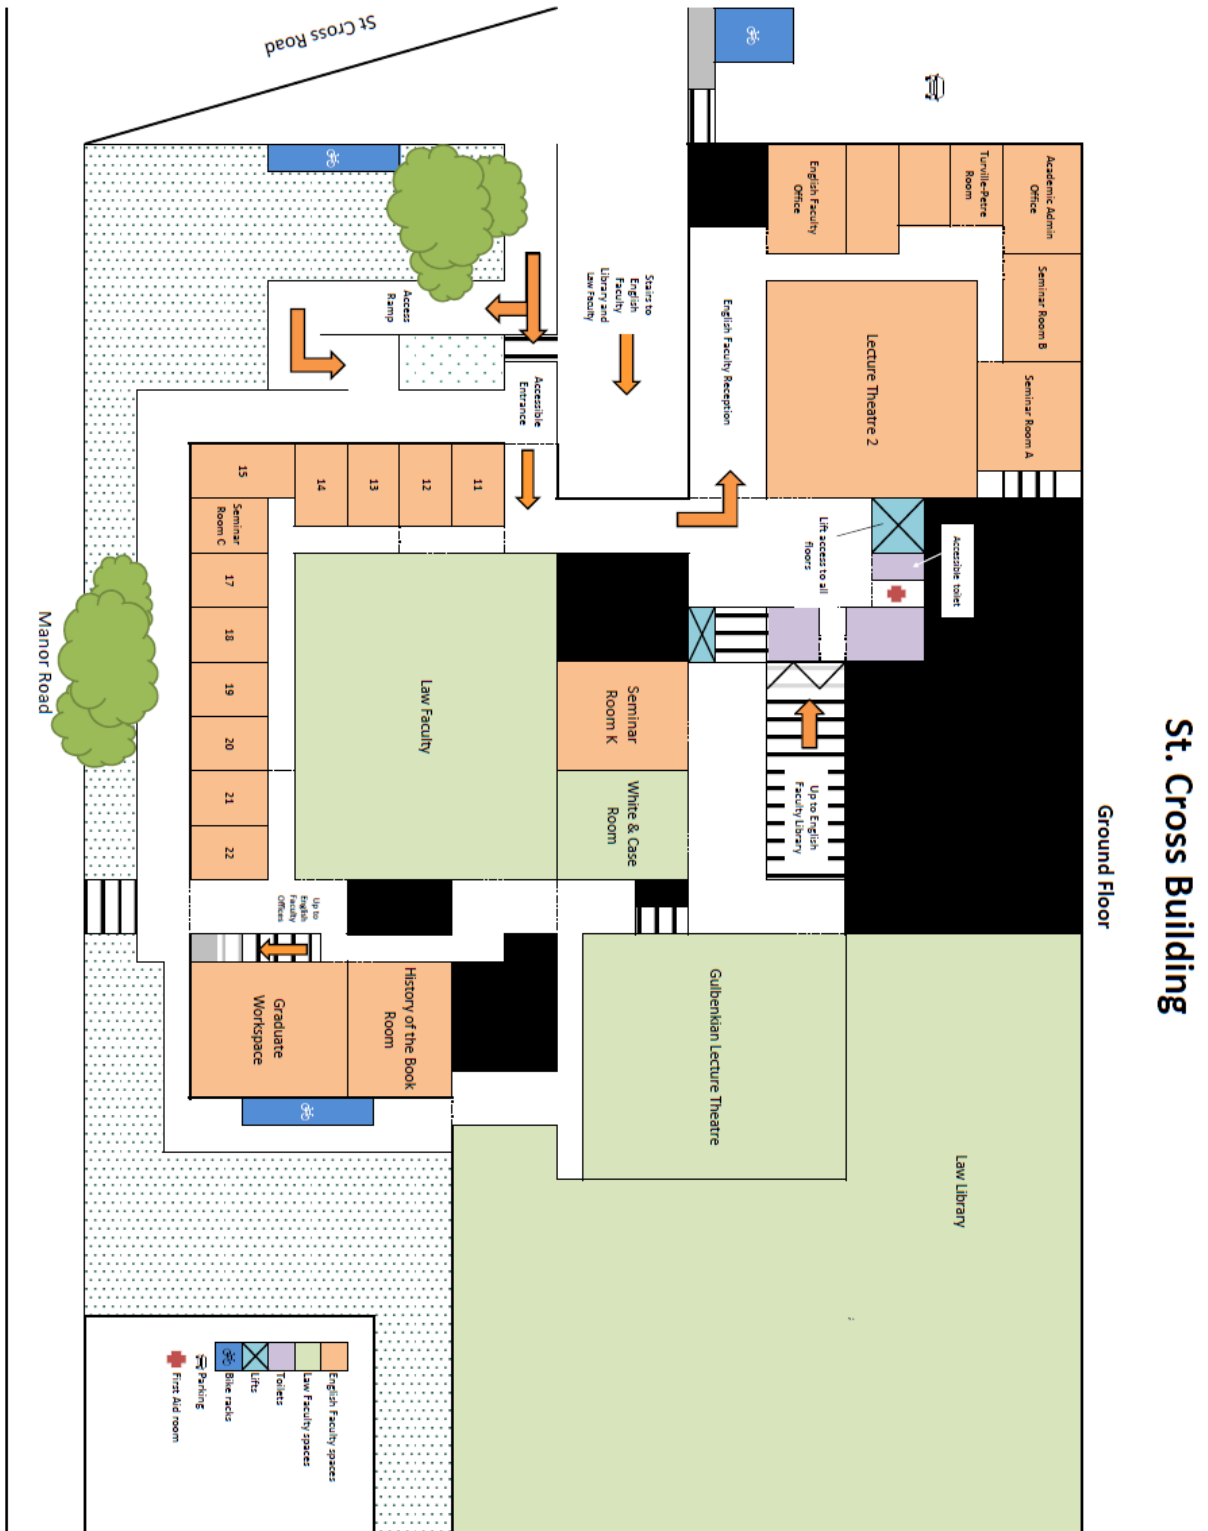 St. Cross Building
Ground Floor
Academic Admin
Office
Seminar Room B
Seminar Room A
Turville-Petre
Room
English Faculty
Office
Lecture Theatre 2
English Faculty Reception
Accessible toilet
Lift access to all
floors
Up to English
Faculty Library
Law Library
Gulbenkian Lecture Theatre
Stairs to
English
Faculty
Library and
Law Faculty
Seminar
Room K
White & Case
Room
Accessible
Entrance
Access
Ramp
11
12
13
14
15
Law Faculty
Seminar
Room C
17
18
19
20
21
22
Up to
English
Faculty
Offices
History of the Book
Room
Graduate
Workspace
St Cross Road
Manor Road
English Faculty spaces
Law Faculty spaces
Toilets
Lifts
Bike racks
Parking
First Aid room